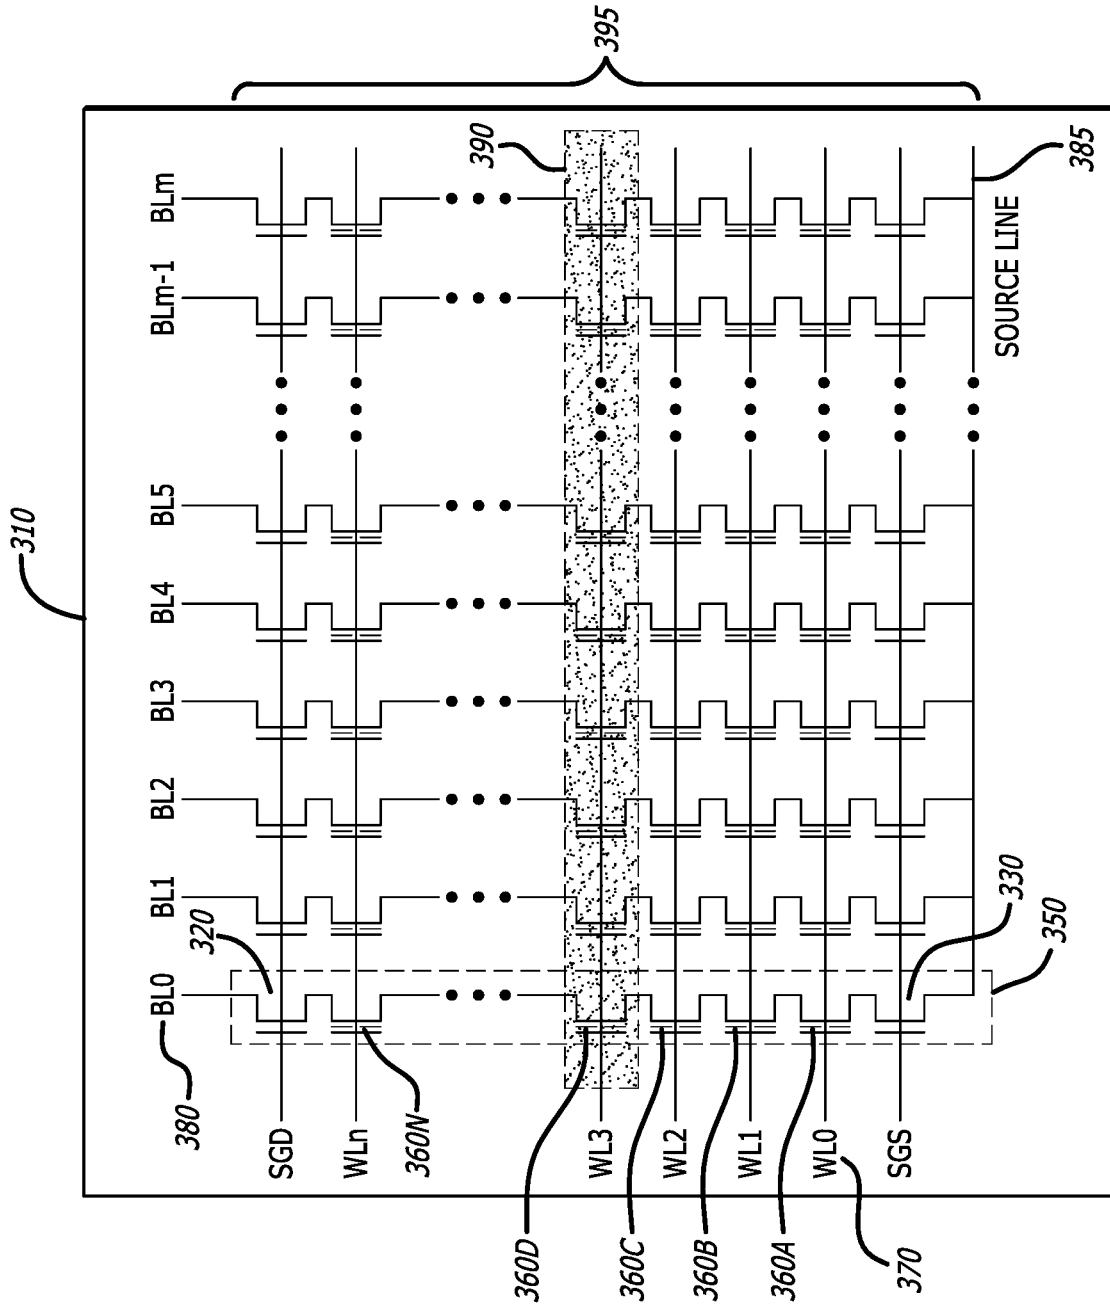 310
BL0
BL1
BL2
BL3
BL4
BL5
BLm-1
BLm
380
320
390
395
SGD
WLn
360N
WL3
WL2
WL1
WL0
SGS
360D
360C
360B
360A
370
330
350
385
SOURCE LINE